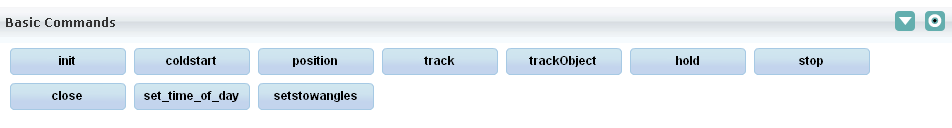 Basic Commands
init coldstart position track trackObject hold stop
close set_time_of_day setstowangles